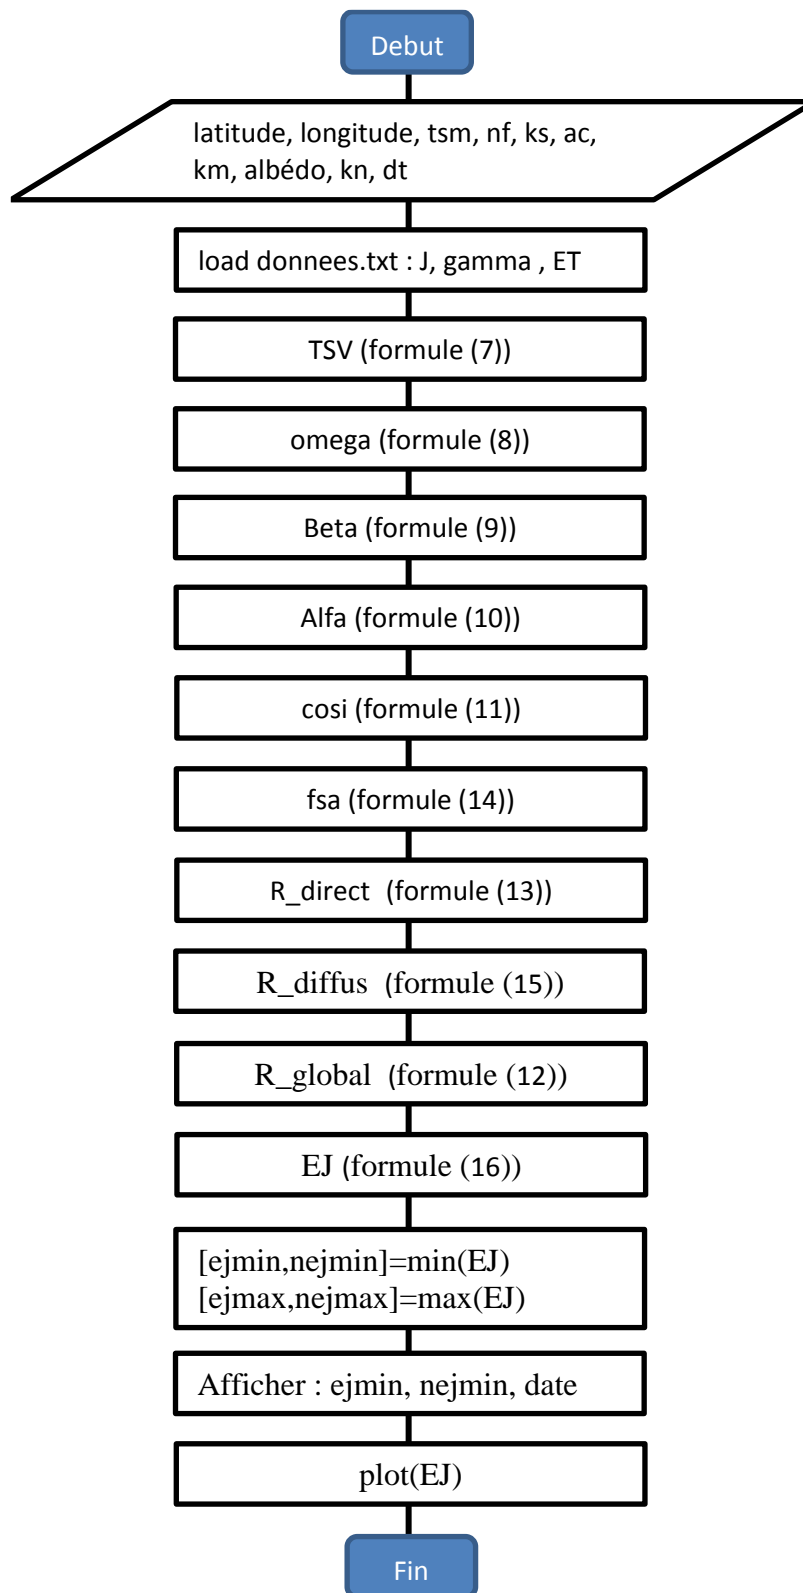 Debut
latitude, longitude, tsm, nf, ks, ac,
km, albédo, kn, dt
load donnees.txt : J, gamma , ET
TSV (formule (7))
omega (formule (8))
Beta (formule (9))
Alfa (formule (10))
cosi (formule (11))
fsa (formule (14))
R_direct (formule (13))
R_diffus (formule (15))
R_global (formule (12))
EJ (formule (16))
[ejmin,nejmin]=min(EJ)
[ejmax,nejmax]=max(EJ)
Afficher : ejmin, nejmin, date
plot(EJ)
Fin